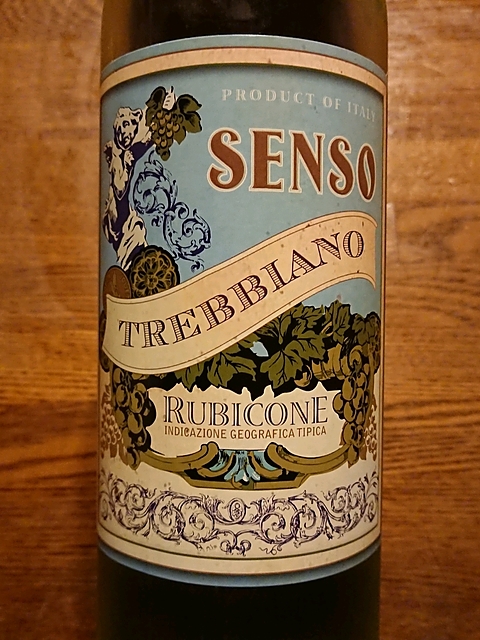 PRODUCT OF ITALY
SENSO
TREBBIANO
RUBICONE
INDICAZIONE GEOGRAFICA TIPICA